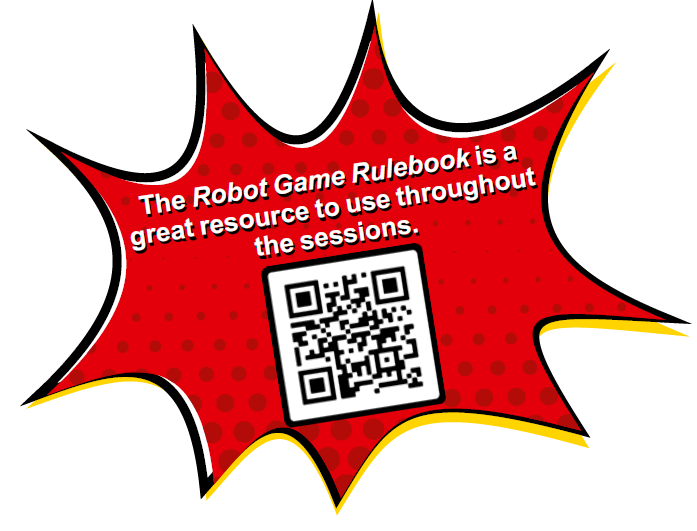 The Robot Game Rulebook is a
great resource to use throughout
the sessions.